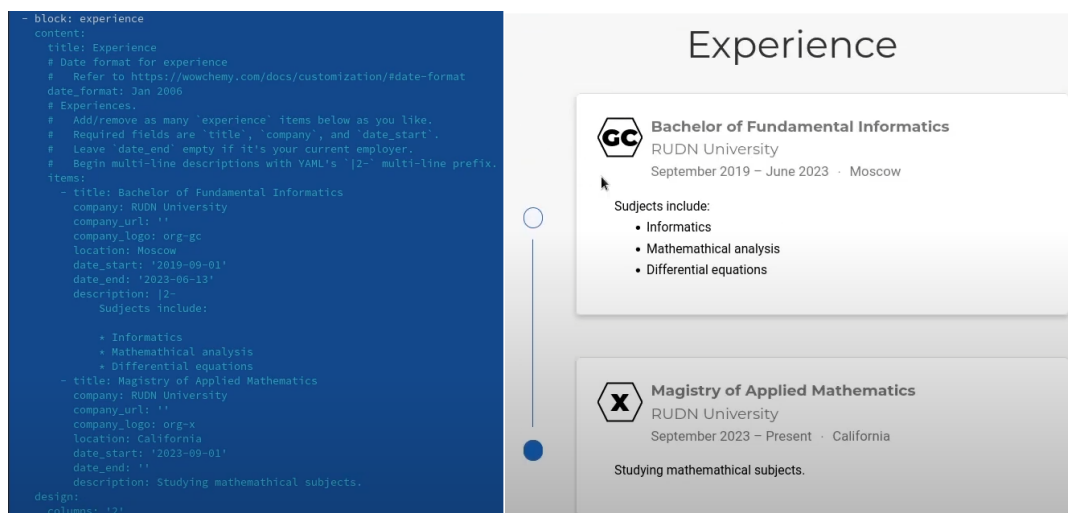 - block: experience
content:
title: Experience
# Date format for experience
#   Refer to https://wowchemy.com/docs/customization/#date-format
date_format: Jan 2006
# Experiences.
#   Add/remove as many `experience` items below as you like.
#   Required fields are `title`, `company`, and `date_start`.
#   Leave `date_end` empty if it's your current employer.
#   Begin multi-line descriptions with YAML's `|2-` multi-line prefix.
items:
- title: Bachelor of Fundamental Informatics
company: RUDN University
company_url: ''
company_logo: org-gc
location: Moscow
date_start: '2019-09-01'
date_end: '2023-06-13'
description: |2-
Sudjects include:
* Informatics
* Mathemathical analysis
* Differential equations
- title: Magistry of Applied Mathematics
company: RUDN University
company_url: ''
company_logo: org-x
location: California
date_start: '2023-09-01'
date_end: ''
description: Studying mathemathical subjects.
design:
columns: '2'
Experience
GC
Bachelor of Fundamental Informatics
RUDN University
September 2019 – June 2023 · Moscow
Sudjects include:
• Informatics
• Mathemathical analysis
• Differential equations
X
Magistry of Applied Mathematics
RUDN University
September 2023 – Present · California
Studying mathemathical subjects.